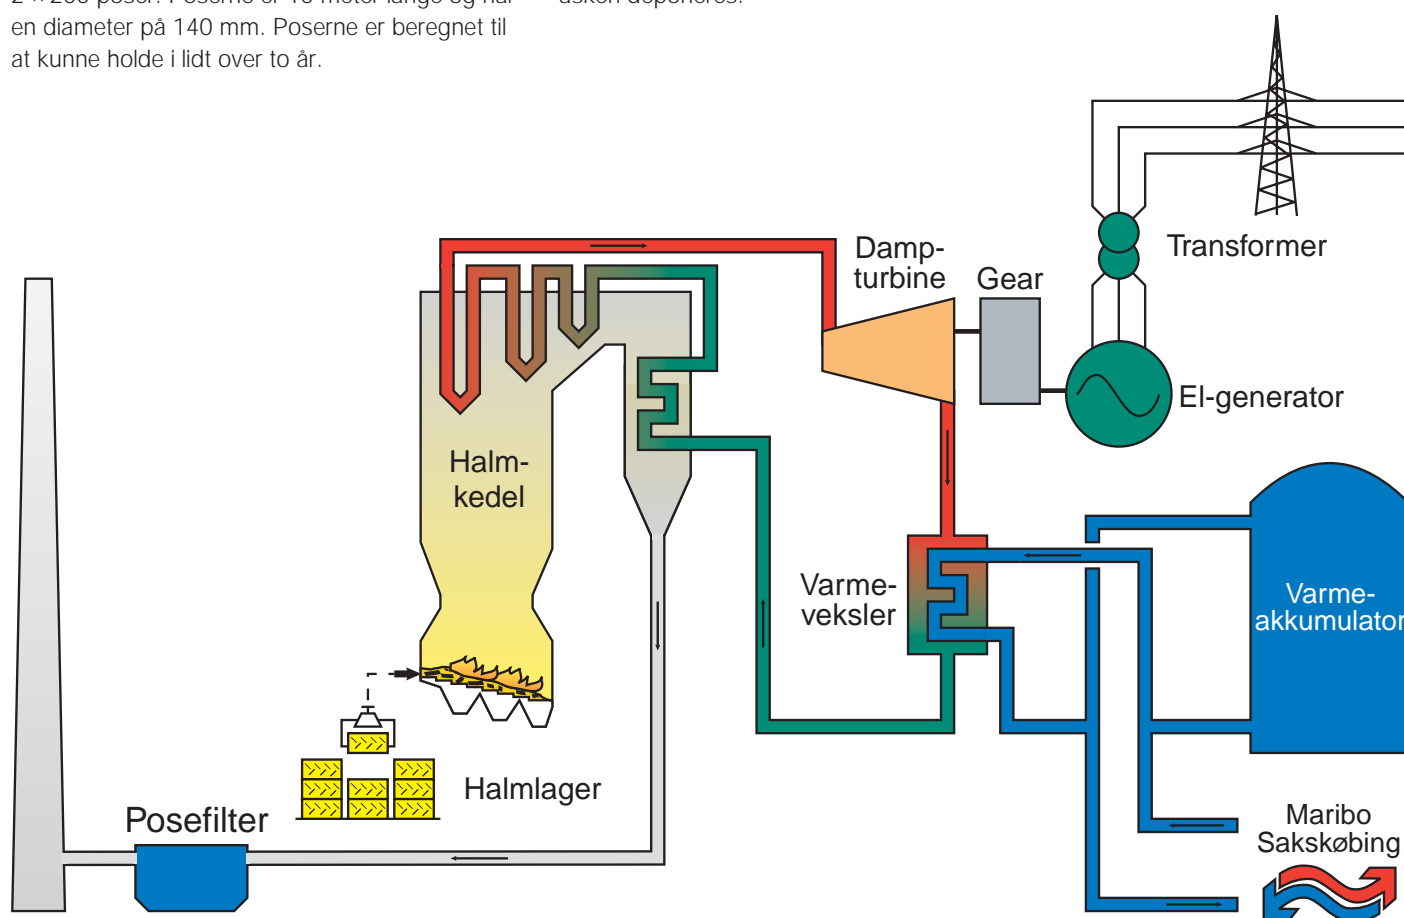 en diameter på 140 mm. Poserne er beregnet til
at kunne holde i lidt over to år.
Damp-
turbine
Gear
Transformer
El-generator
Halm-
kedel
Varme-
veksler
Varme-
akkumulator
Halmlager
Posefilter
Maribo
Sakskøbing